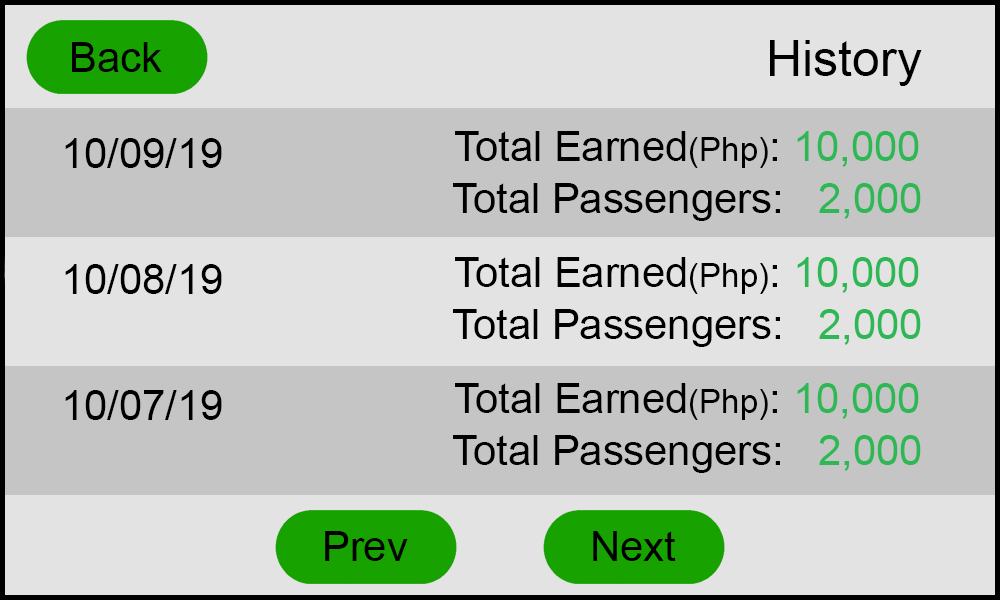 Back
History
10/09/19
Total Earned(Php): 10,000
Total Passengers: 2,000
10/08/19
Total Earned(Php): 10,000
Total Passengers: 2,000
10/07/19
Total Earned(Php): 10,000
Total Passengers: 2,000
Prev
Next